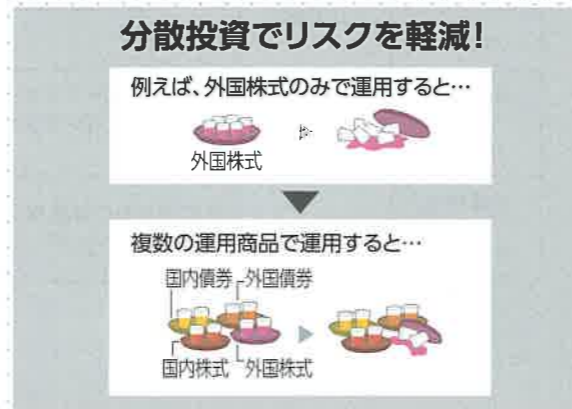 分散投資でリスクを軽減!
例えば、外国株式のみで運用すると…
外国株式
複数の運用商品で運用すると…
国内債券 外国債券
国内株式 外国株式